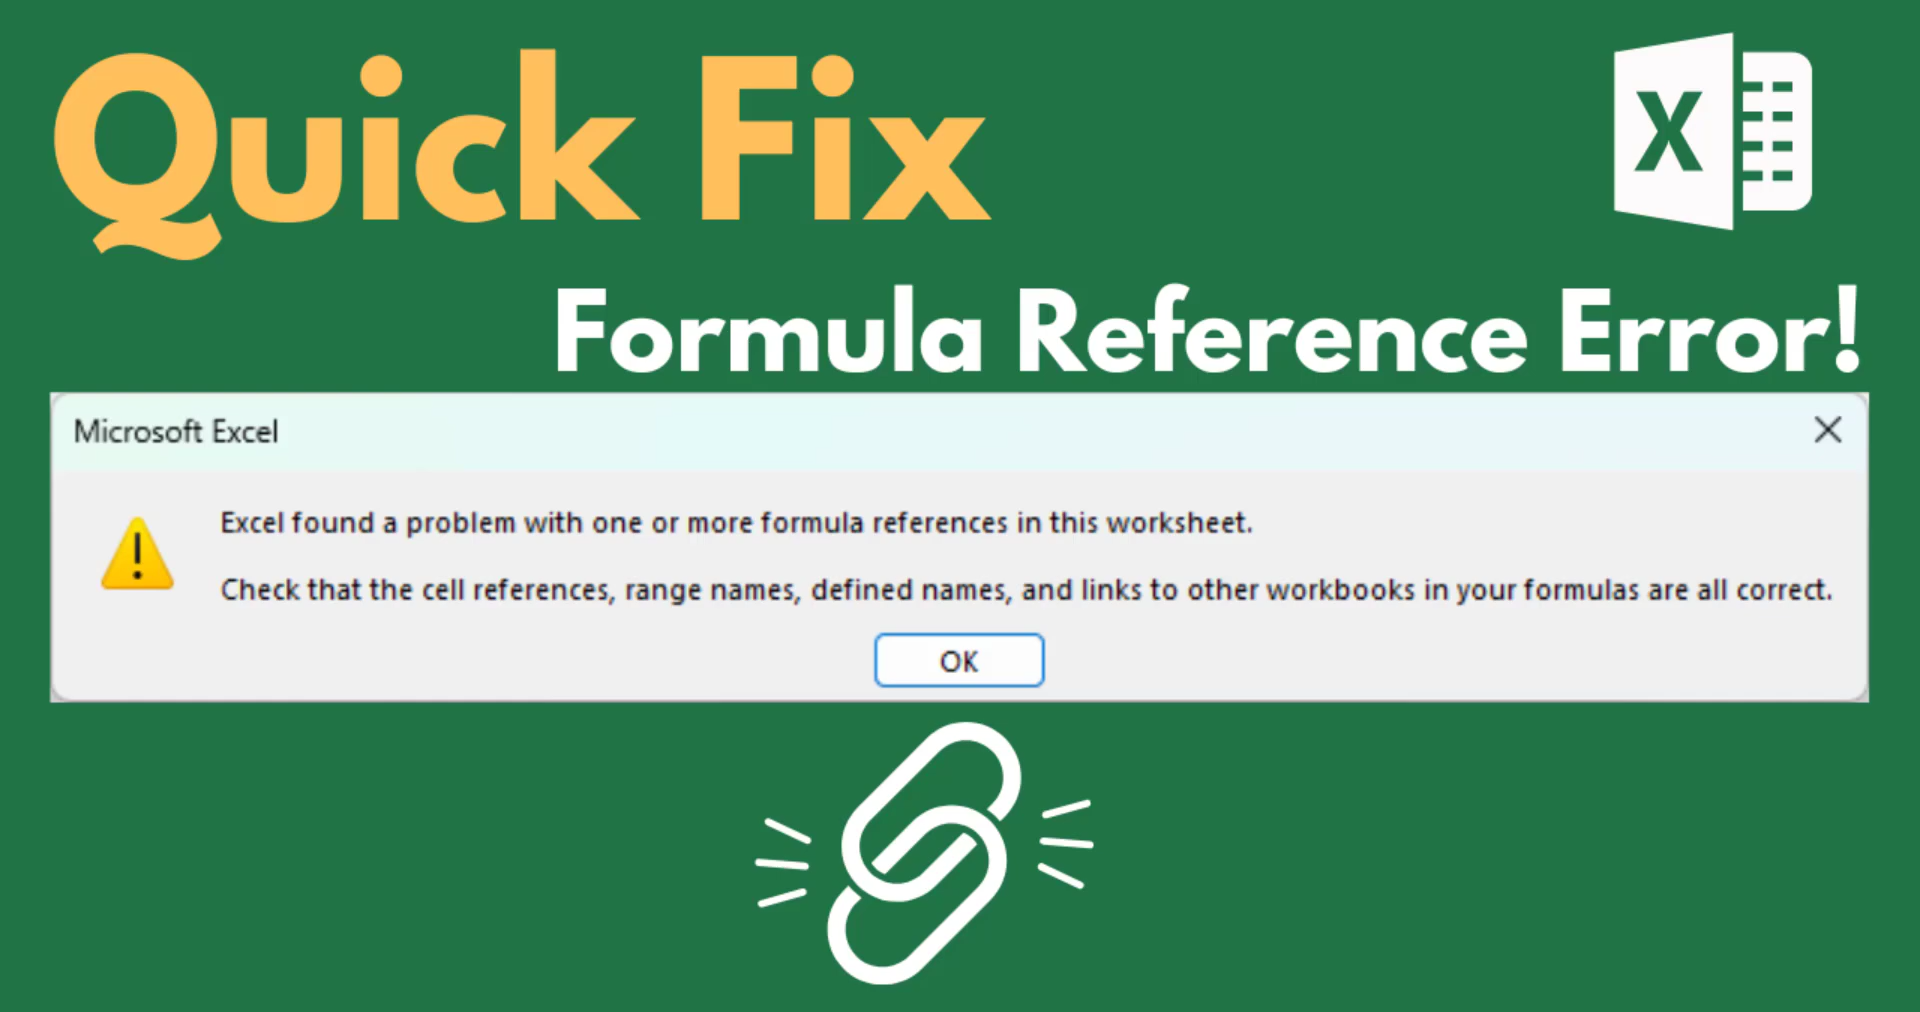 Quick Fix
X
Formula Reference Error!
Microsoft Excel
Excel found a problem with one or more formula references in this worksheet.
Check that the cell references, range names, defined names, and links to other workbooks in your formulas are all correct.
OK